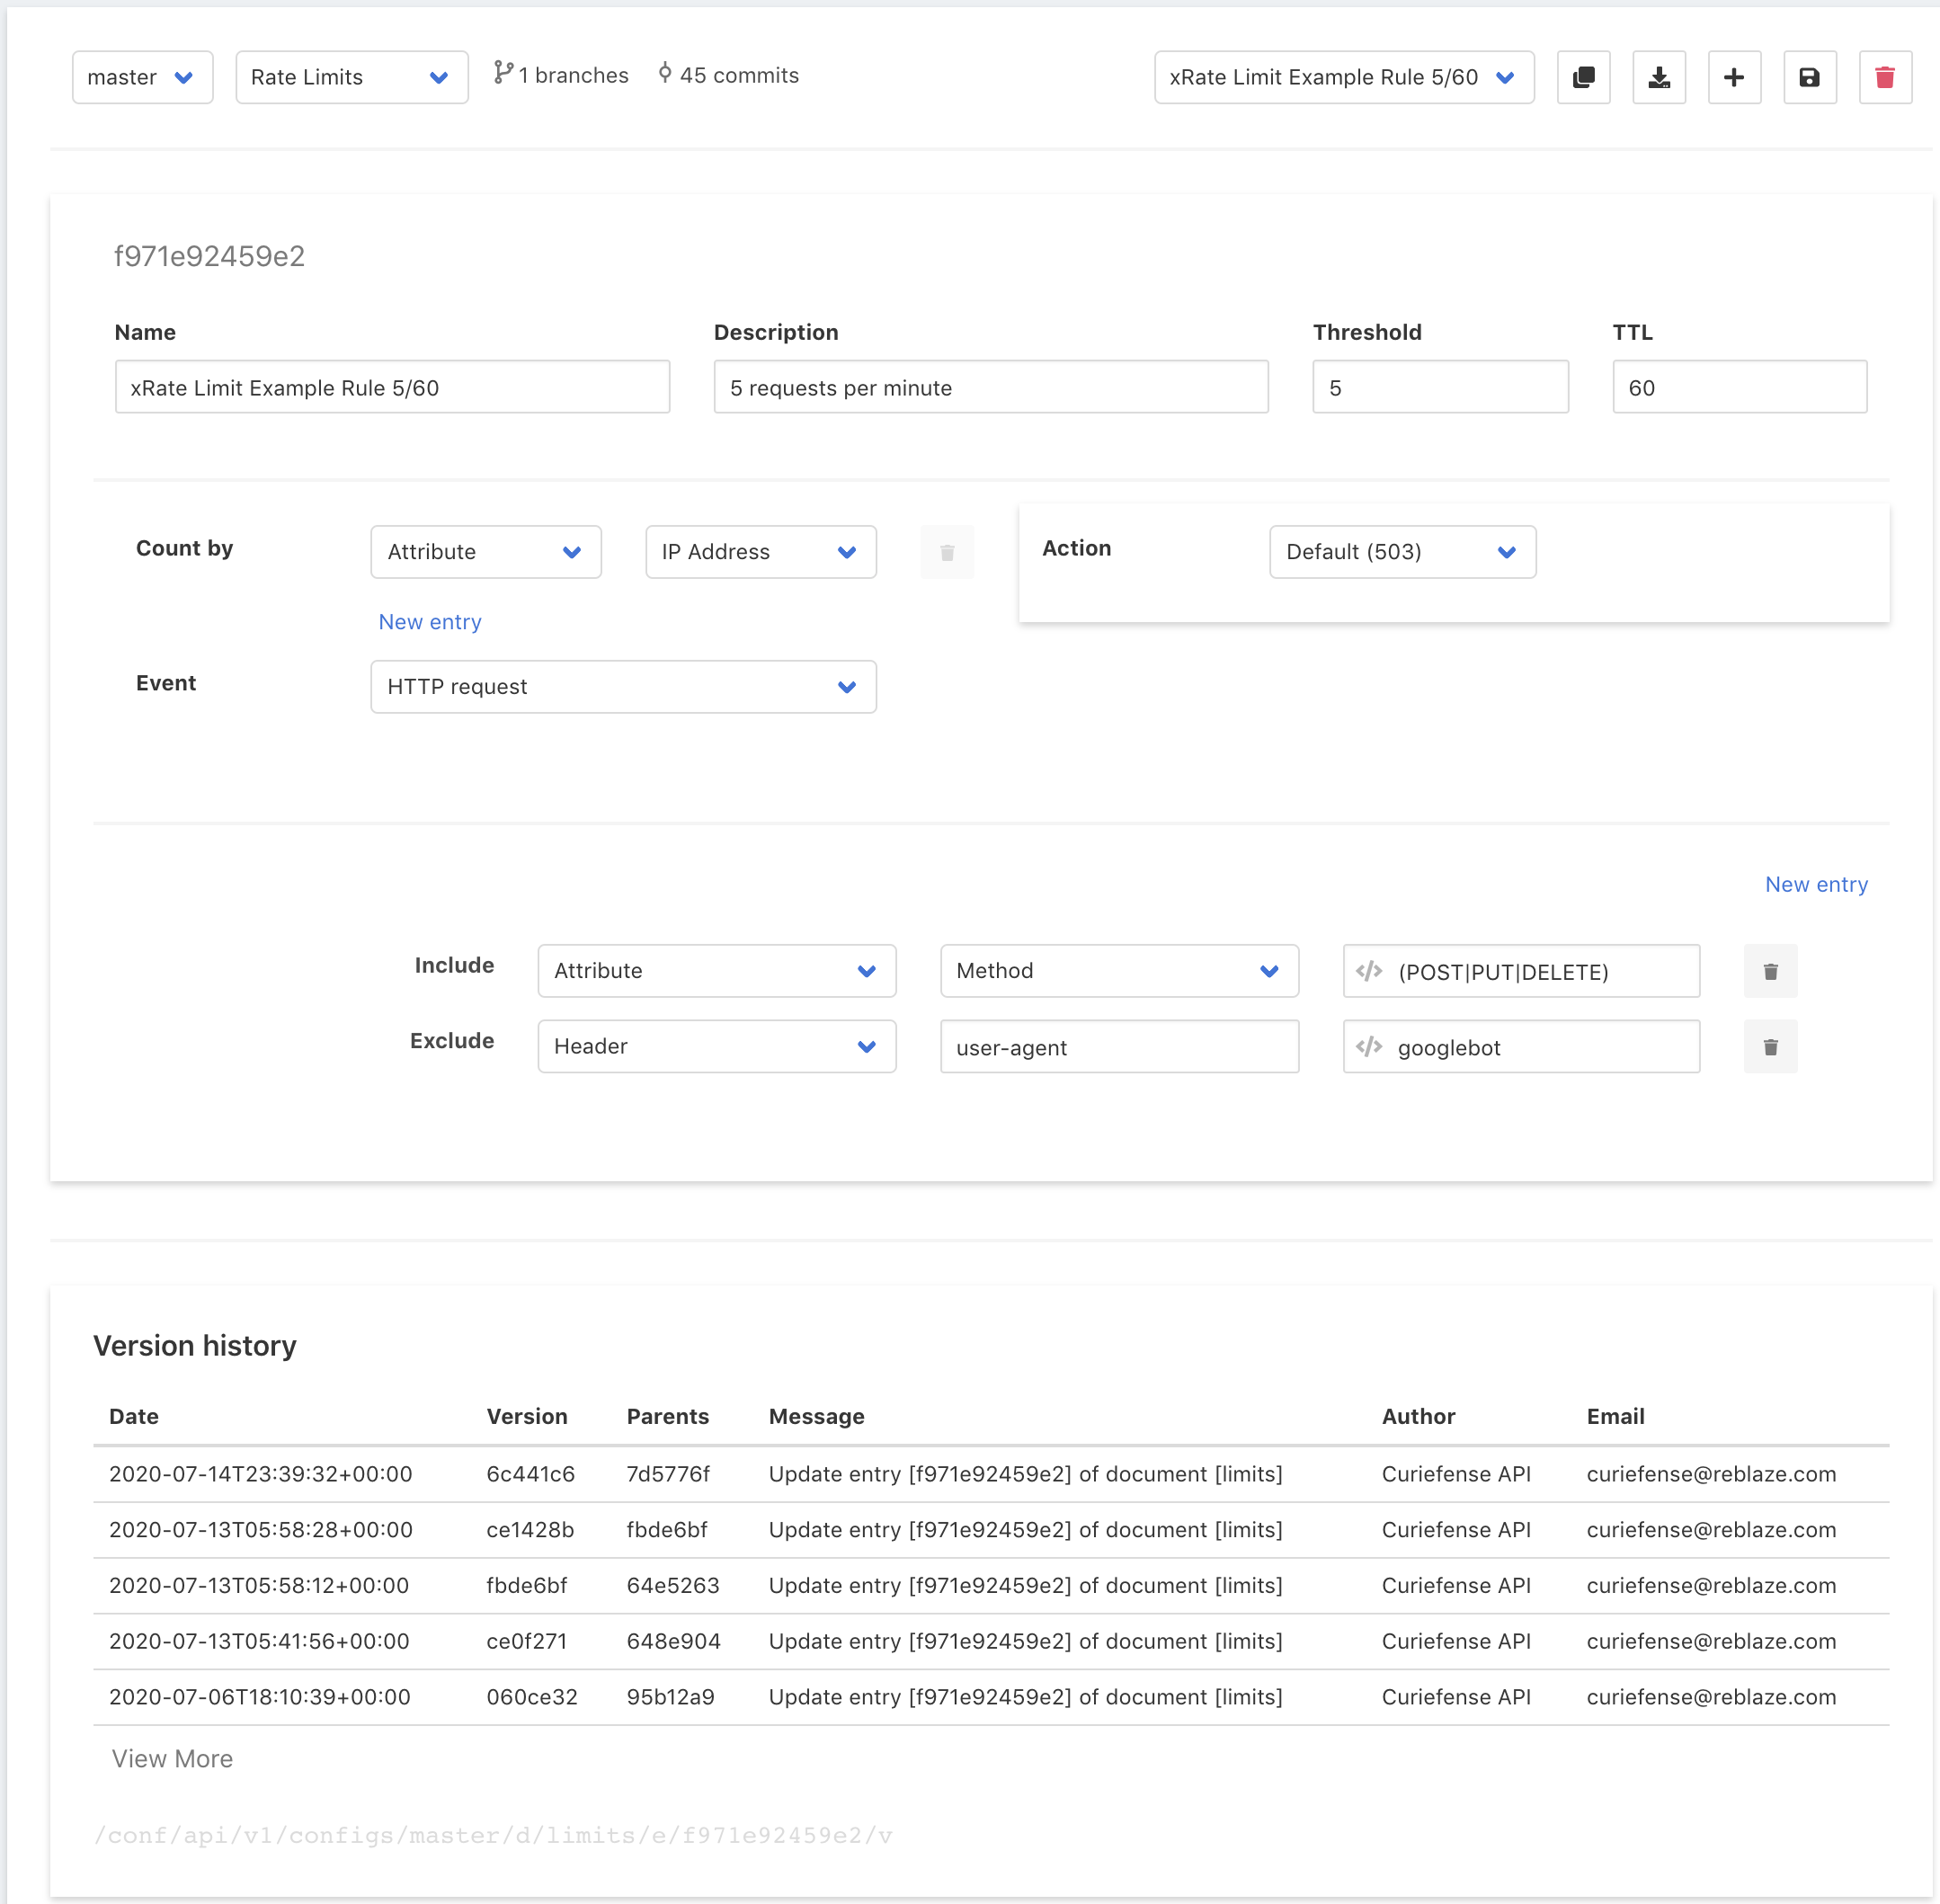 master Rate Limits 1 branches 45 commits xRate Limit Example Rule 5/60
f971e92459e2
Name Description Threshold TTL
xRate Limit Example Rule 5/60 5 requests per minute 5 60
Count by Attribute IP Address Action Default (503)
New entry
Event HTTP request
New entry
Include Attribute Method (POST|PUT|DELETE)
Exclude Header user-agent googlebot
Version history
Date Version Parents Message Author Email
2020-07-14T23:39:32+00:00 6c441c6 7d5776f Update entry [f971e92459e2] of document [limits] Curiefense API curiefense@reblaze.com
2020-07-13T05:58:28+00:00 ce1428b fbde6bf Update entry [f971e92459e2] of document [limits] Curiefense API curiefense@reblaze.com
2020-07-13T05:58:12+00:00 fbde6bf 64e5263 Update entry [f971e92459e2] of document [limits] Curiefense API curiefense@reblaze.com
2020-07-13T05:41:56+00:00 ce0f271 648e904 Update entry [f971e92459e2] of document [limits] Curiefense API curiefense@reblaze.com
2020-07-06T18:10:39+00:00 060ce32 95b12a9 Update entry [f971e92459e2] of document [limits] Curiefense API curiefense@reblaze.com
View More
/conf/api/v1/configs/master/d/limits/e/f971e92459e2/v